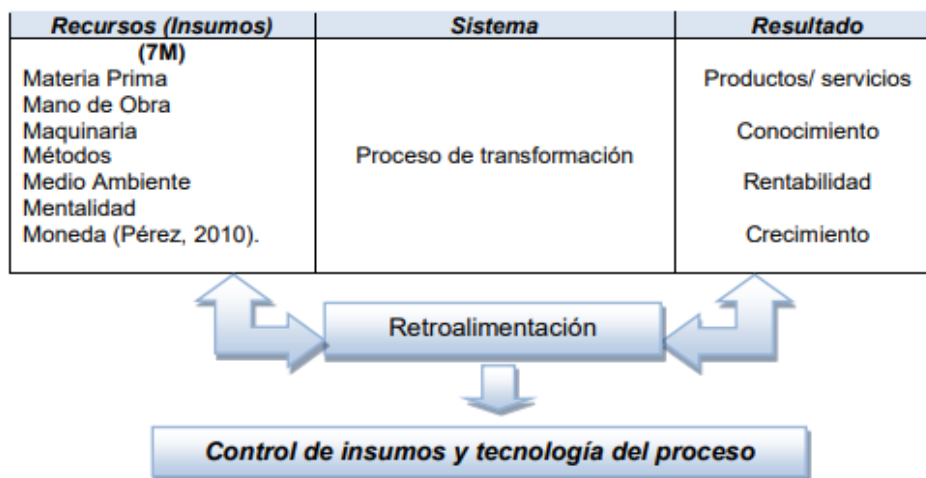 Recursos (Insumos)
Sistema
Resultado
(7M)
Materia Prima
Mano de Obra
Maquinaria
Métodos
Medio Ambiente
Mentalidad
Moneda (Pérez, 2010).
Proceso de transformación
Productos/ servicios
Conocimiento
Rentabilidad
Crecimiento
Retroalimentación
Control de insumos y tecnología del proceso